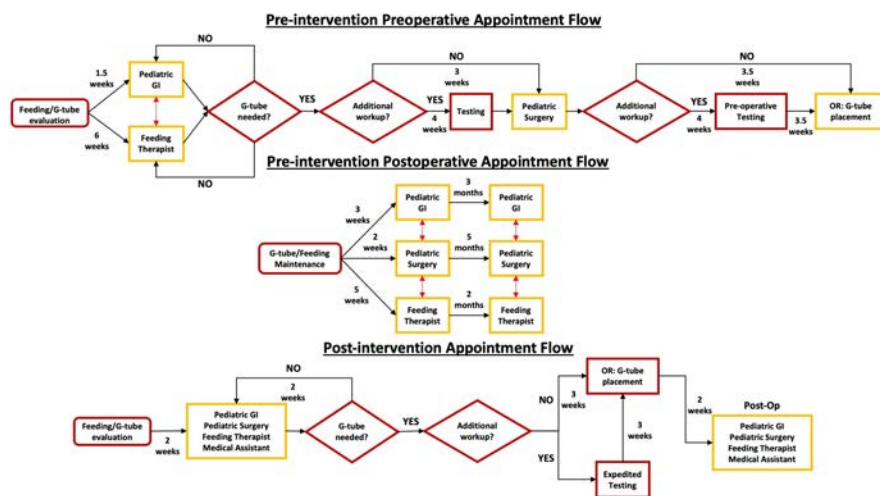 Pre-intervention Preoperative Appointment Flow
NO
1.5
weeks
Pediatric
GI
Feeding/G-tube
evaluation
6
weeks
Feeding
Therapist
NO
G-tube
needed?
YES
Additional
workup?
NO
3
weeks
YES
4
weeks
Testing
Pediatric
Surgery
Additional
workup?
NO
3.5
weeks
YES
4
weeks
Pre-operative
Testing
3.5
weeks
OR: G-tube
placement
Pre-intervention Postoperative Appointment Flow
G-tube/Feeding
Maintenance
3
weeks
Pediatric
GI
3
months
Pediatric
GI
2
weeks
Pediatric
Surgery
5
months
Pediatric
Surgery
5
weeks
Feeding
Therapist
2
months
Feeding
Therapist
Post-intervention Appointment Flow
Feeding/G-tube
evaluation
2
weeks
NO
2
weeks
Pediatric GI
Pediatric Surgery
Feeding Therapist
Medical Assistant
G-tube
needed?
YES
Additional
workup?
NO
3
weeks
OR: G-tube
placement
YES
Expedited
Testing
3
weeks
2
weeks
Post-Op
Pediatric GI
Pediatric Surgery
Feeding Therapist
Medical Assistant